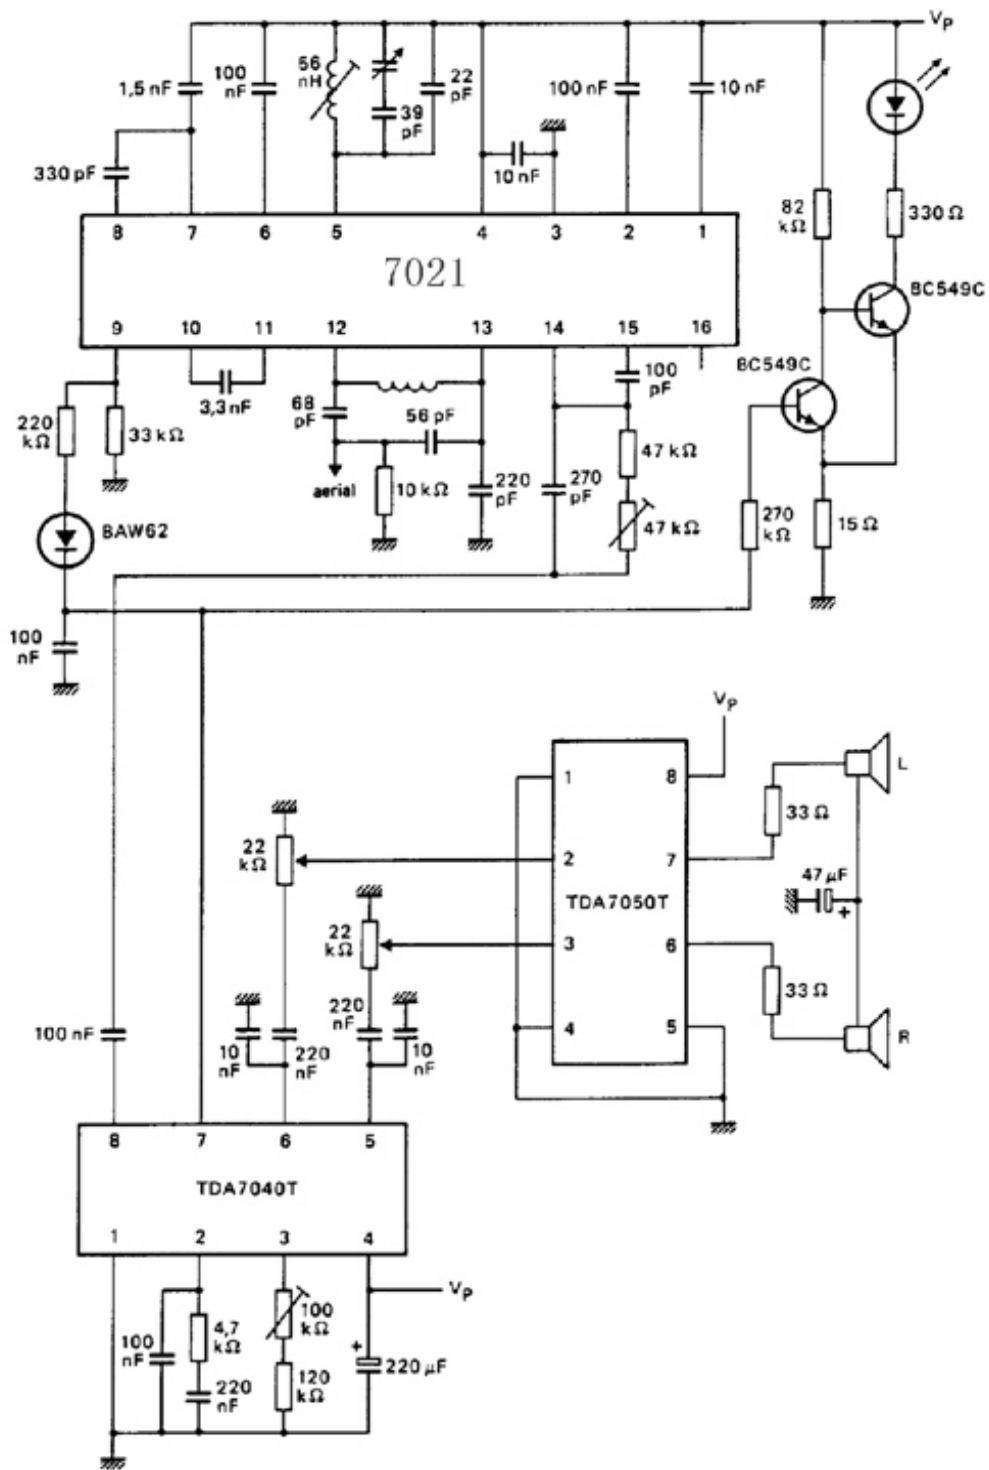 VP
1,5 nF
100 nF
56 nH
39 pF
22 pF
10 nF
100 nF
10 nF
330 pF
82 kΩ
330 Ω
8 7 6 5 4 3 2 1
7021
BC549C
9 10 11 12 13 14 15 16
BC549C
220 kΩ
33 kΩ
3,3 nF
68 pF
56 pF
100 pF
47 kΩ
aerial
10 kΩ
220 pF
270 pF
47 kΩ
270 kΩ
15 Ω
BAW62
100 nF
VP
1 8
L
33 Ω
22 kΩ
2 7
TDA7050T
47 µF
+
22 kΩ
3 6
33 Ω
100 nF
10 nF
220 nF
220 nF
10 nF
4 5
R
8 7 6 5
TDA7040T
1 2 3 4
VP
100 nF
4,7 kΩ
220 nF
100 kΩ
120 kΩ
+
220 µF